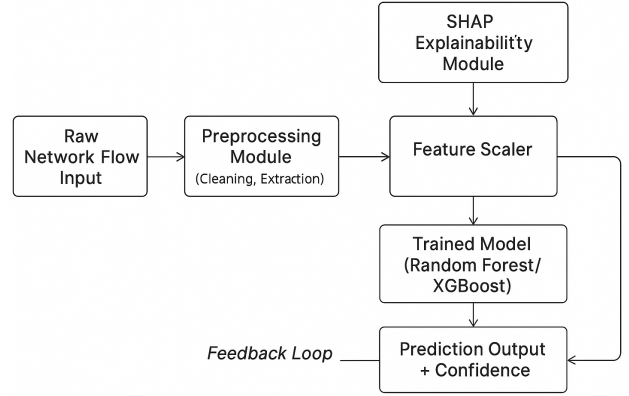 SHAP
Explainabilit'ty
Module
Raw
Network Flow
Input
Preprocessing
Module
(Cleaning, Extraction)
Feature Scaler
Trained Model
(Random Forest/
XGBoost)
Feedback Loop
Prediction Output
+ Confidence